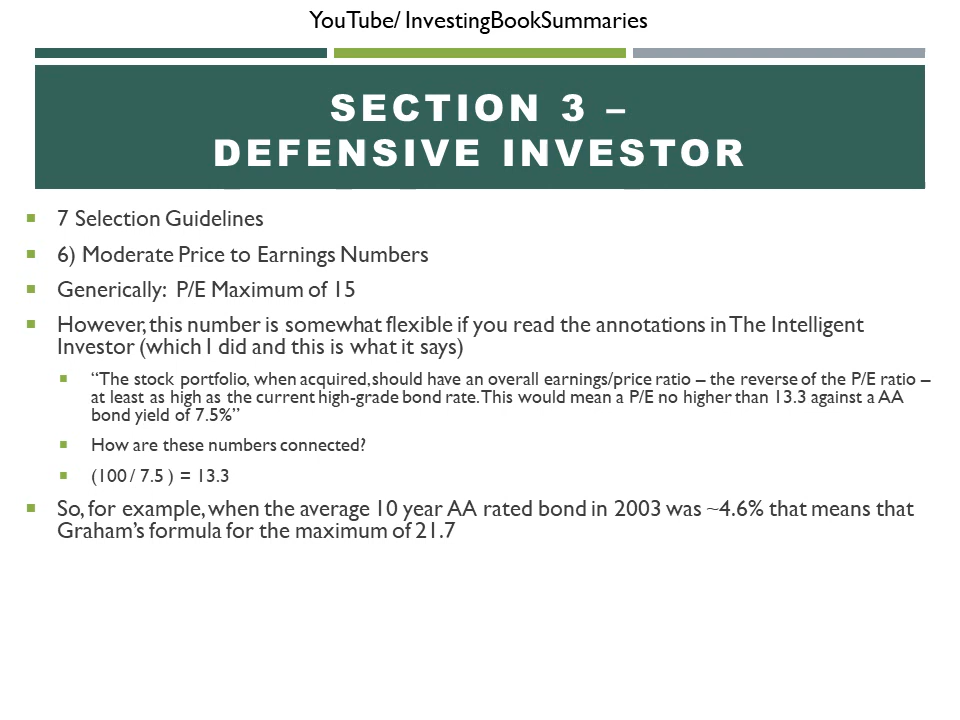 YouTube/ InvestingBookSummaries
SECTION 3 –
DEFENSIVE INVESTOR
7 Selection Guidelines
6) Moderate Price to Earnings Numbers
Generically: P/E Maximum of 15
However, this number is somewhat flexible if you read the annotations in The Intelligent
Investor (which I did and this is what it says)
“The stock portfolio, when acquired, should have an overall earnings/price ratio – the reverse of the P/E ratio –
at least as high as the current high-grade bond rate. This would mean a P/E no higher than 13.3 against a AA
bond yield of 7.5%”
How are these numbers connected?
(100 / 7.5 ) = 13.3
So, for example, when the average 10 year AA rated bond in 2003 was ~4.6% that means that
Graham’s formula for the maximum of 21.7